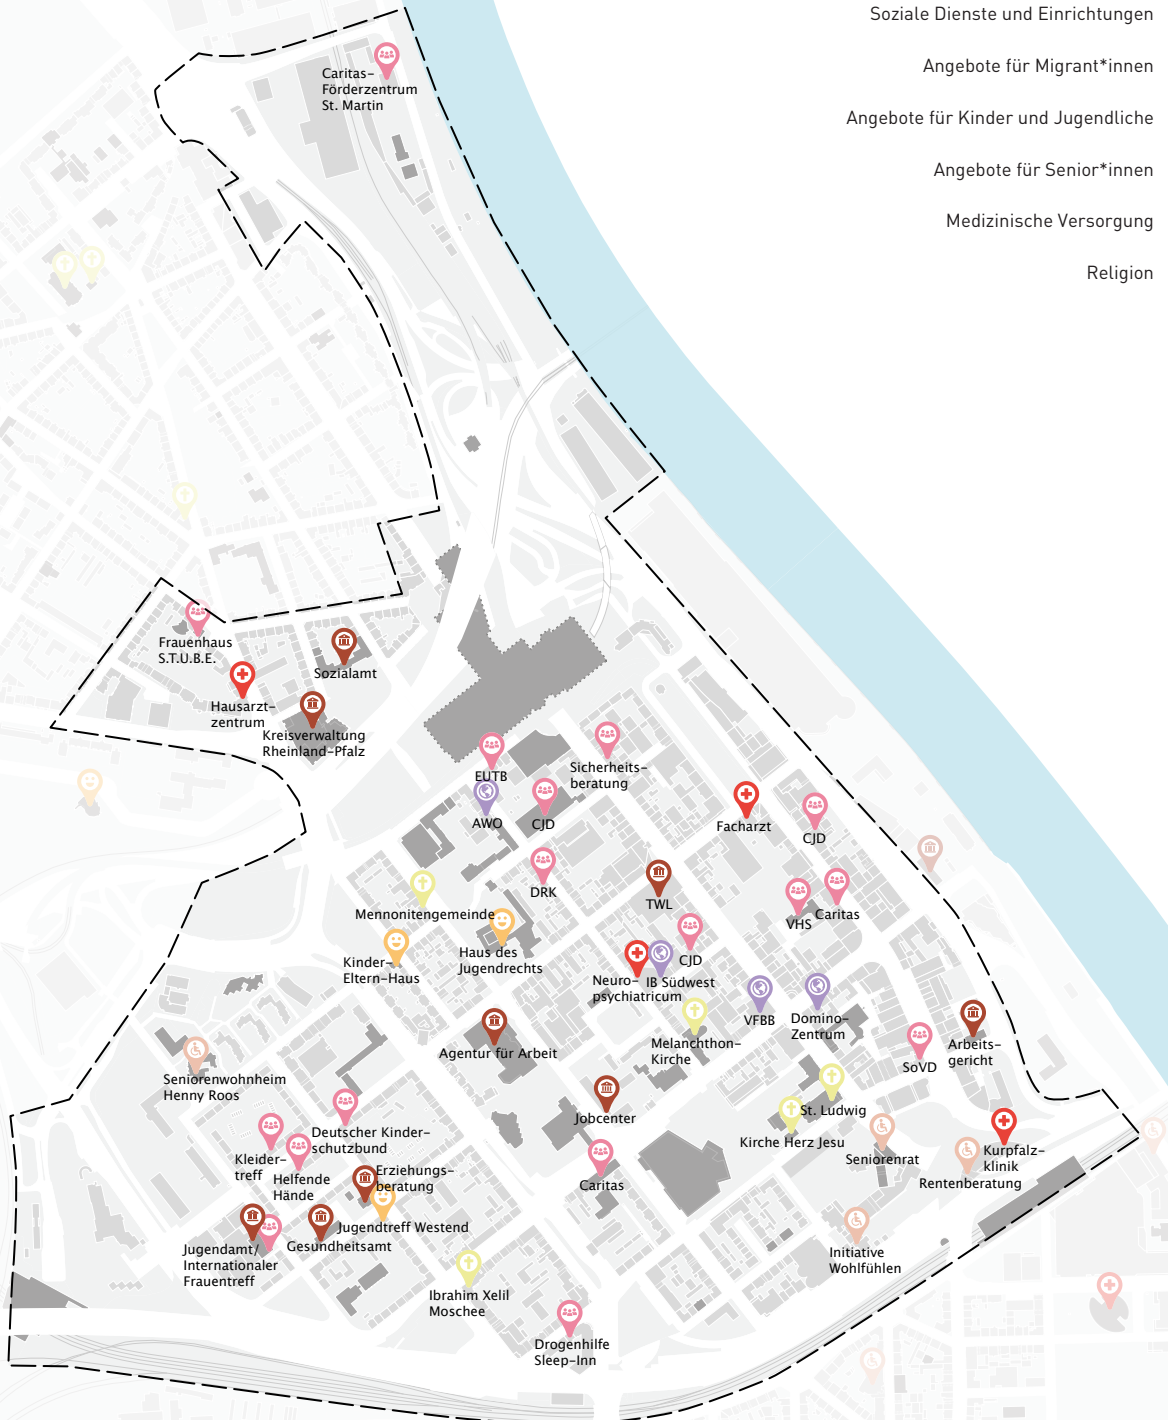 Soziale Dienste und Einrichtungen
Angebote für Migrant*innen
Angebote für Kinder und Jugendliche
Angebote für Senior*innen
Medizinische Versorgung
Religion
Caritas-
Förderzentrum
St. Martin
Frauenhaus
S.T.U.B.E.
Sozialamt
Hausarzt-
zentrum
Kreisverwaltung
Rheinland-Pfalz
EUTB
Sicherheits-
beratung
AWO
CJD
Facharzt
CJD
DRK
TWL
Mennonitengemeinde
VHS
Caritas
Haus des
Jugendrechts
Kinder-
Eltern-Haus
CJD
Neuro-
psychiatricum
IB Südwest
VFBB
Domino-
Zentrum
Melanchthon-
Kirche
Agentur für Arbeit
SoVD
Arbeits-
gericht
Seniorenwohnheim
Henny Roos
Jobcenter
St. Ludwig
Kirche Herz Jesu
Deutscher Kinder-
schutzbund
Kleider-
treff
Helfende
Hände
Seniorenrat
Kurpfalz-
klinik
Rentenberatung
Erziehungs-
beratung
Caritas
Jugendtreff Westend
Gesundheitsamt
Jugendamt/
Internationaler
Frauentreff
Initiative
Wohlfühlen
Ibrahim Xelil
Moschee
Drogenhilfe
Sleep-Inn